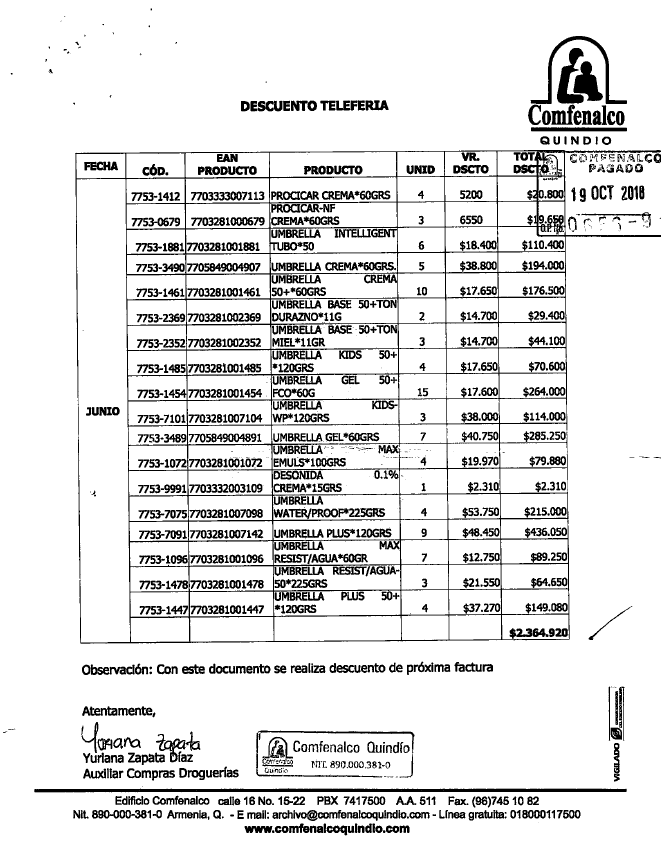 Comfenalco
QUINDIO
DESCUENTO TELEFERIA
COMFENALCO
PAGADO
19 OCT 2018
FECHA CÓD. EAN PRODUCTO PRODUCTO UNID VR. DSCTO TOTAL DSCTO
JUNIO
7753-1412 7703333007113 PROCICAR CREMA*60GRS 4 5200 $20.800
7753-0679 7703281000679 PROCICAR-NF CREMA*60GRS 3 6550 $19.650
7753-1881 7703281001881 UMBRELLA INTELLIGENT TUBO*50 6 $18.400 $110.400
7753-3490 7705849004907 UMBRELLA CREMA*60GRS. 5 $38.800 $194.000
7753-1461 7703281001461 UMBRELLA CREMA 50+*60GRS 10 $17.650 $176.500
7753-2369 7703281002369 UMBRELLA BASE 50+TON DURAZNO*11G 2 $14.700 $29.400
7753-2352 7703281002352 UMBRELLA BASE 50+TON MIEL*11GR 3 $14.700 $44.100
7753-1485 7703281001485 UMBRELLA KIDS 50+ *120GRS 4 $17.650 $70.600
7753-1454 7703281001454 UMBRELLA GEL 50+ FCO*60G 15 $17.600 $264.000
7753-7101 7703281007104 UMBRELLA KIDS-WP*120GRS 3 $38.000 $114.000
7753-3489 7705849004891 UMBRELLA GEL*60GRS 7 $40.750 $285.250
7753-1072 7703281001072 UMBRELLA MAX EMULS*100GRS 4 $19.970 $79.880
7753-9991 7703332003109 DESONIDA 0.1% CREMA*15GRS 1 $2.310 $2.310
7753-7075 7703281007098 UMBRELLA WATER/PROOF*225GRS 4 $53.750 $215.000
7753-7091 7703281007142 UMBRELLA PLUS*120GRS 9 $48.450 $436.050
7753-1096 7703281001096 UMBRELLA MAX RESIST/AGUA*60GR 7 $12.750 $89.250
7753-1478 7703281001478 UMBRELLA RESIST/AGUA-50*225GRS 3 $21.550 $64.650
7753-1447 7703281001447 UMBRELLA PLUS 50+ *120GRS 4 $37.270 $149.080
$2.364.920
Observación: Con este documento se realiza descuento de próxima factura
Atentamente,
Yuriana Zapata
Yuriana Zapata Díaz
Auxiliar Compras Droguerías
Comfenalco Quindío
NIT. 890.000.381-0
Comfenalco
Quindío
VIGILADO
Edificio Comfenalco calle 16 No. 15-22 PBX 7417500 A.A. 511 Fax. (96)745 10 82
Nit. 890-000-381-0 Armenia, Q. - E mail: archivo@comfenalco.com - Línea gratuita: 018000117500
www.comfenalcoquindio.com